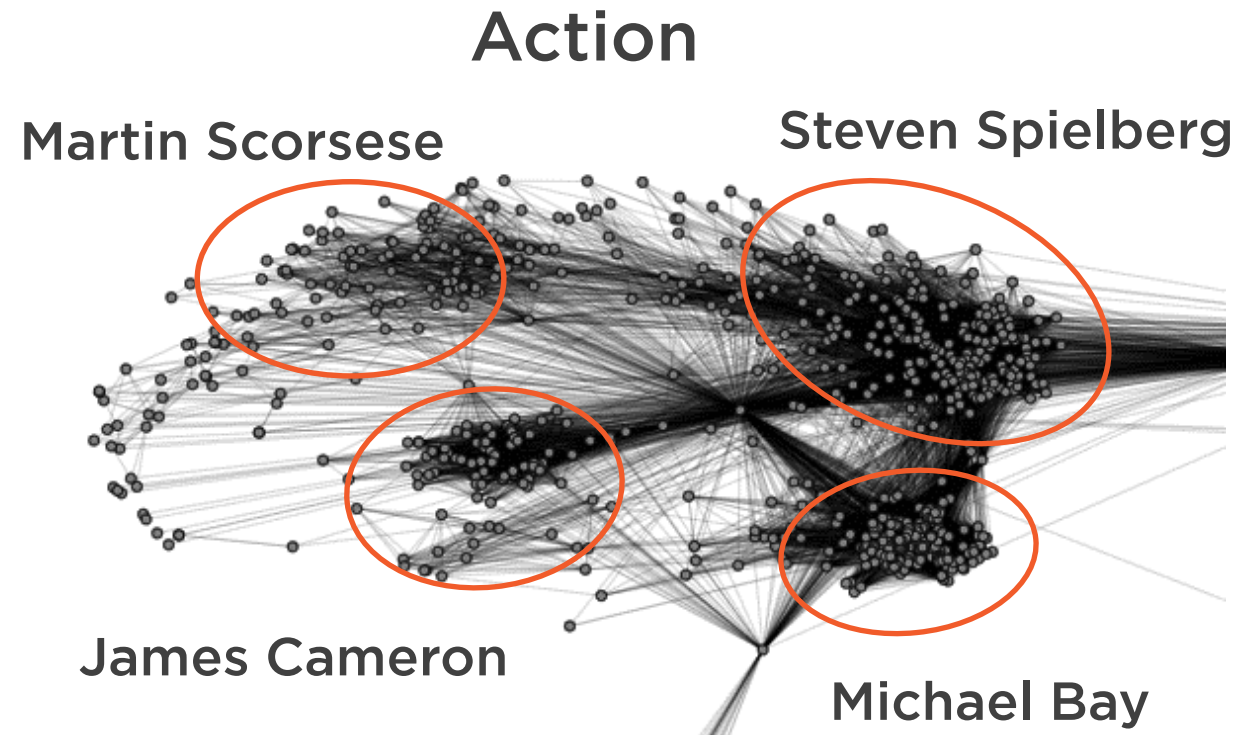 Action
Martin Scorsese
Steven Spielberg
James Cameron
Michael Bay